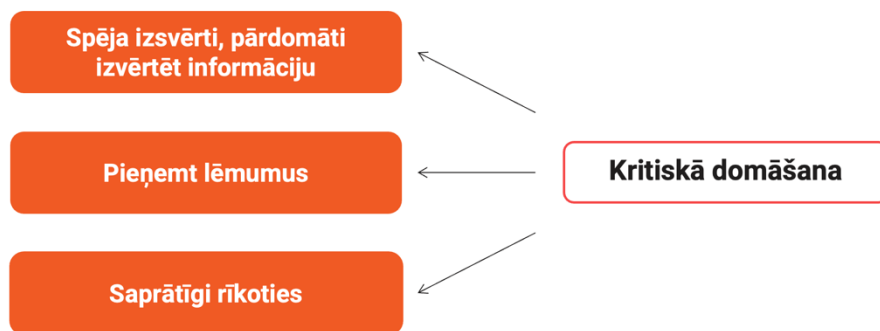 Spēja izsvērti, pārdomāti
izvērtēt informāciju
Pieņemt lēmumus
Kritiskā domāšana
Saprātīgi rīkoties